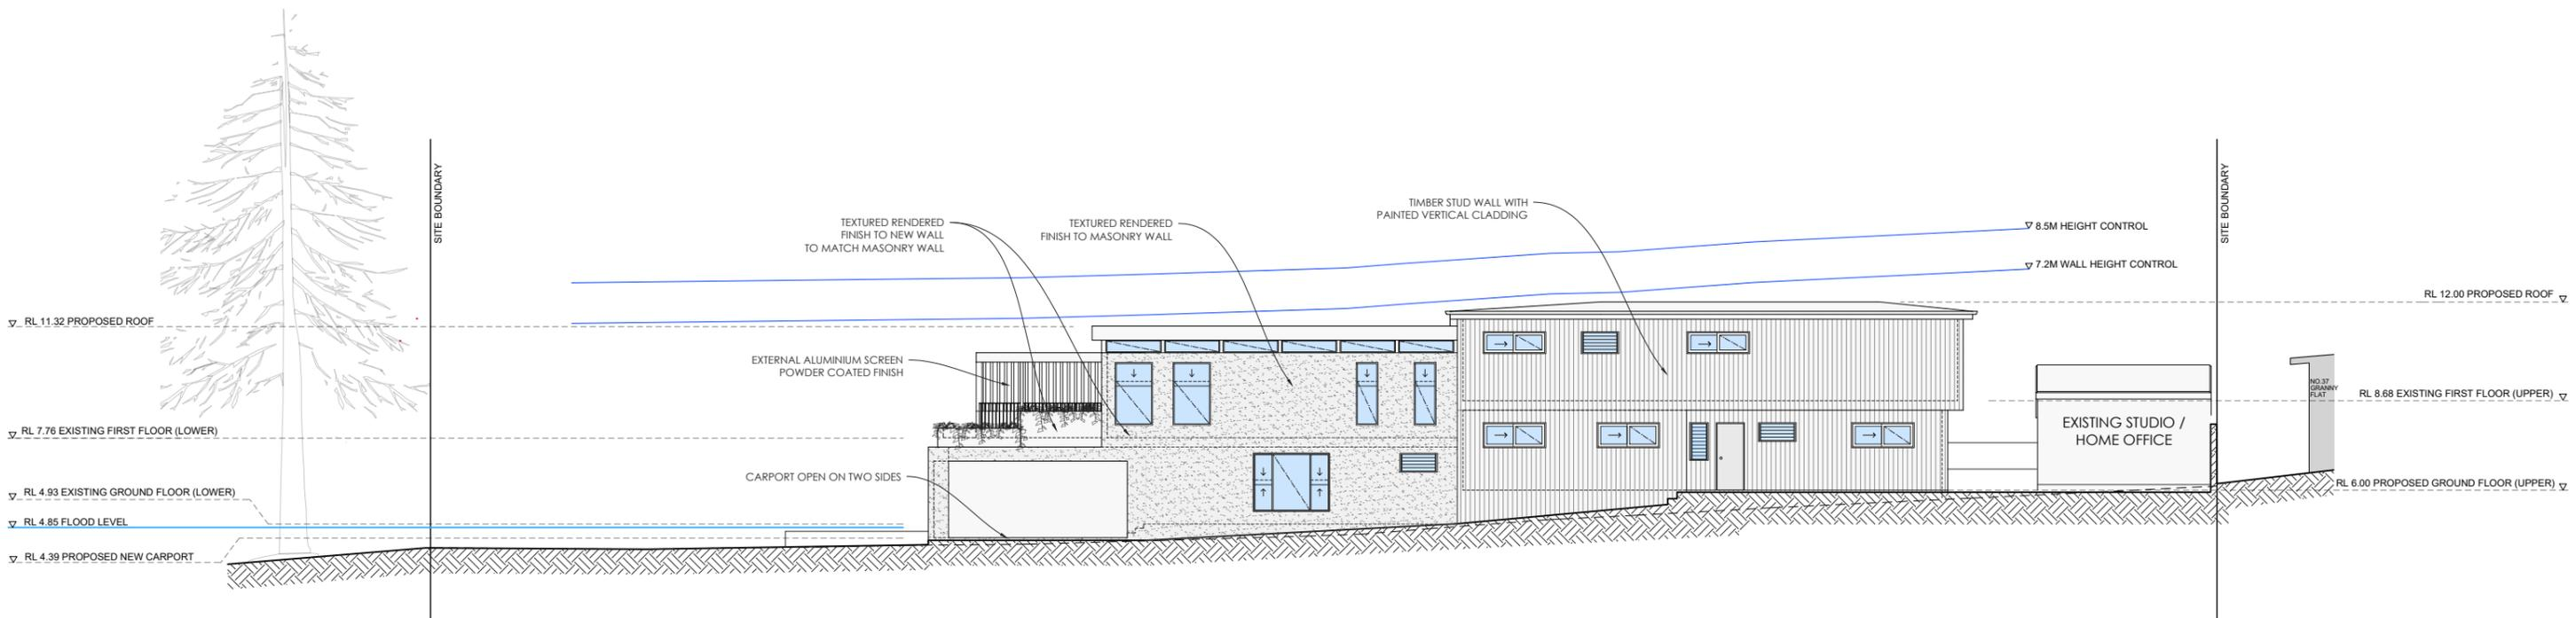 SITE BOUNDARY
RL 11.32 PROPOSED ROOF
RL 7.76 EXISTING FIRST FLOOR (LOWER)
RL 4.93 EXISTING GROUND FLOOR (LOWER)
RL 4.85 FLOOD LEVEL
RL 4.39 PROPOSED NEW CARPORT
TEXTURED RENDERED
FINISH TO NEW WALL
TO MATCH MASONRY WALL
TEXTURED RENDERED
FINISH TO MASONRY WALL
EXTERNAL ALUMINIUM SCREEN
POWDER COATED FINISH
CARPORT OPEN ON TWO SIDES
TIMBER STUD WALL WITH
PAINTED VERTICAL CLADDING
8.5M HEIGHT CONTROL
7.2M WALL HEIGHT CONTROL
SITE BOUNDARY
EXISTING STUDIO /
HOME OFFICE
NO.37
GRANNY
FLAT
RL 12.00 PROPOSED ROOF
RL 8.68 EXISTING FIRST FLOOR (UPPER)
RL 6.00 PROPOSED GROUND FLOOR (UPPER)